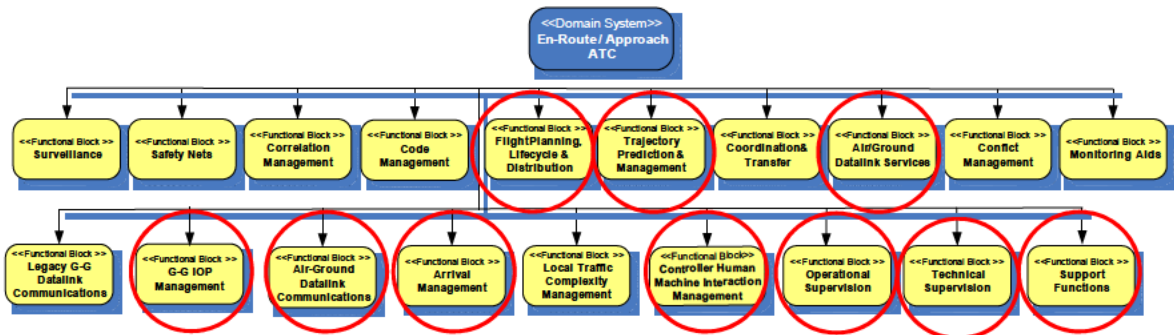 <<Domain System>>
En-Route/ Approach
ATC
<<Functional Block >>
Surveillance
<<Functional Block >>
Safety Nets
<<Functional Block >>
Correlation
Management
<<Functional Block >>
Code
Management
<<Functional Block >>
FlightPlanning,
Lifecycle &
Distribution
<<Functional Block >>
Trajectory
Prediction &
Management
<<Functional Block >>
Coordination&
Transfer
<<Functional Block >>
Air/Ground
Datalink Services
<<Functional Block >>
Conflict
Management
<<Functional Block >>
Monitoring Aids
<<Functional Block >>
Legacy G-G
Datalink
Communications
<<Functional Block >>
G-G IOP
Management
<<Functional Block >>
Air-Ground
Datalink
Communications
<<Functional Block >>
Arrival
Management
<<Functional Block >>
Local Traffic
Complexity
Management
<<Functional Block>>
Controller Human
Machine Interaction
Management
<<Functional Block >>
Operational
Supervision
<<Functional Block >>
Technical
Supervision
<<Functional Block >>
Support
Functions